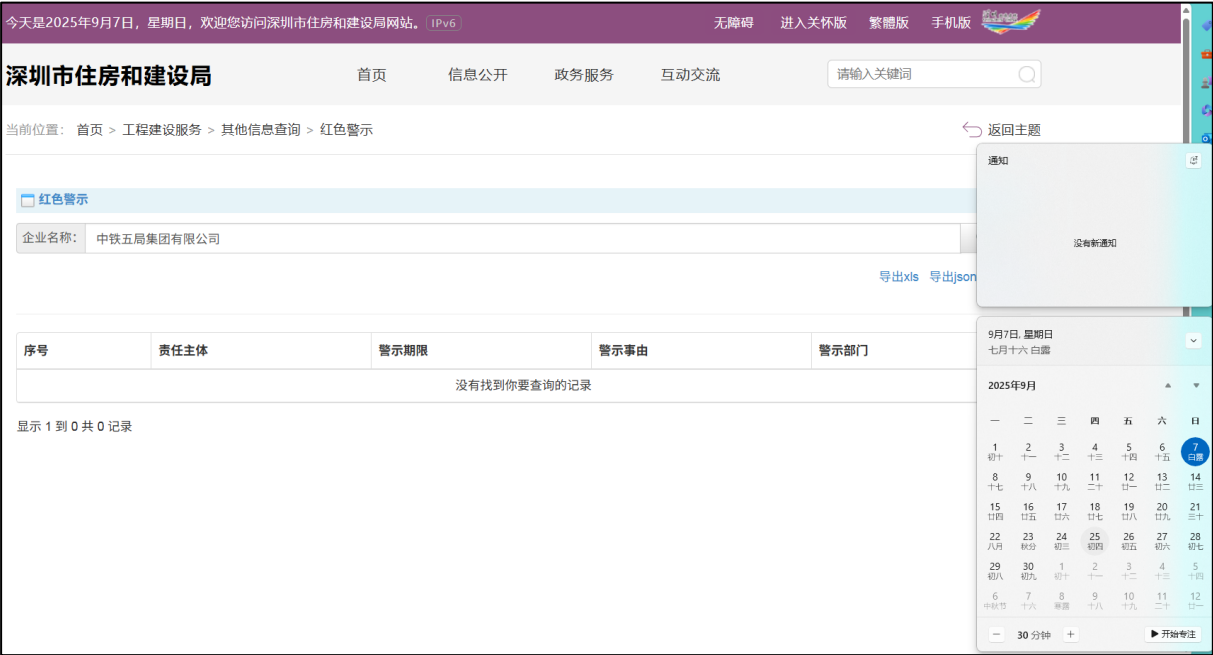 今天是2025年9月7日，星期日，欢迎您访问深圳市住房和建设局网站。 IPv6 无障碍 进入关怀版 繁體版 手机版
深圳市住房和建设局 首页 信息公开 政务服务 互动交流 请输入关键词
当前位置： 首页 > 工程建设服务 > 其他信息查询 > 红色警示 返回主题
红色警示
企业名称： 中铁五局集团有限公司
导出xls 导出json
序号 责任主体 警示期限 警示事由 警示部门
没有找到你要查询的记录
显示 1 到 0 共 0 记录
通知
没有新通知
9月7日, 星期日
七月十六 白露
2025年9月
一 二 三 四 五 六 日
1 2 3 4 5 6 7
初十 十一 十二 十三 十四 十五 白露
8 9 10 11 12 13 14
十七 十八 十九 二十 廿一 廿二 廿三
15 16 17 18 19 20 21
廿四 廿五 廿六 廿七 廿八 廿九 三十
22 23 24 25 26 27 28
八月 秋分 初三 初四 初五 初六 初七
29 30 1 2 3 4 5
初八 初九 初十 十一 十二 十三 十四
6 7 8 9 10 11 12
中秋节 十六 寒露 十八 十九 二十 廿一
30 分钟 开始专注